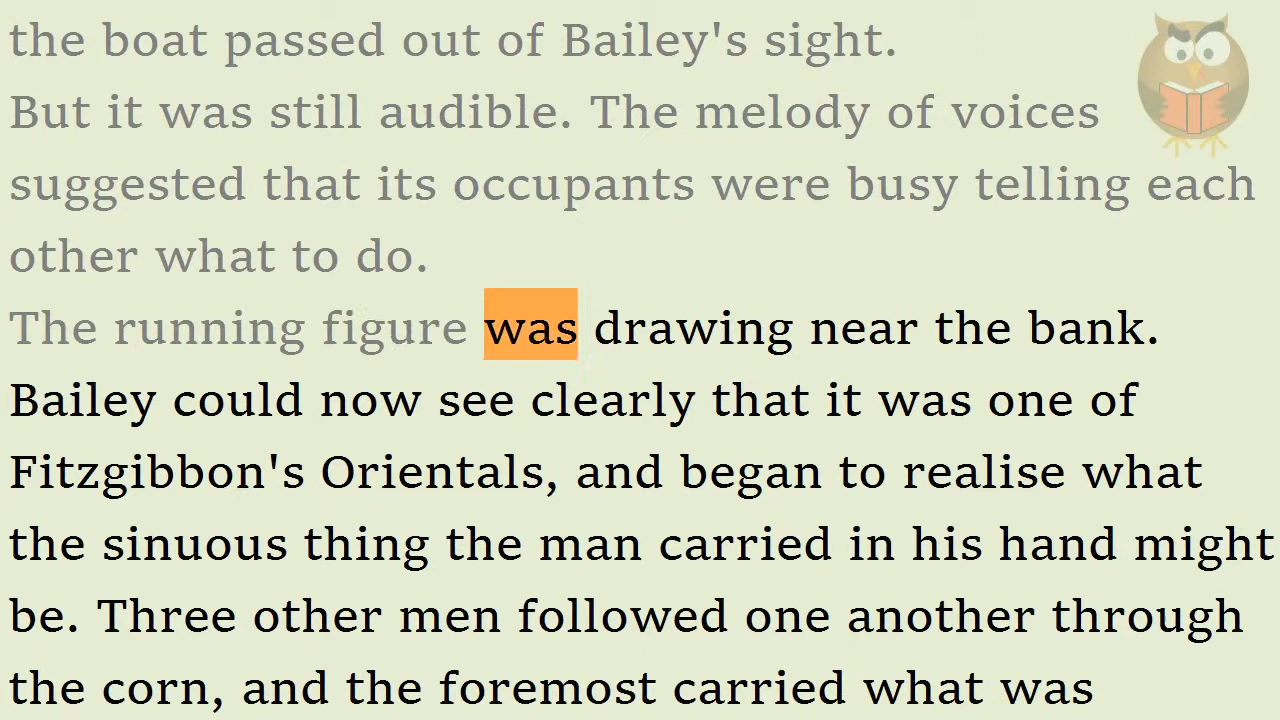 the boat passed out of Bailey's sight.
But it was still audible. The melody of voices
suggested that its occupants were busy telling each
other what to do.
The running figure was drawing near the bank.
Bailey could now see clearly that it was one of
Fitzgibbon's Orientals, and began to realise what
the sinuous thing the man carried in his hand might
be. Three other men followed one another through
the corn, and the foremost carried what was